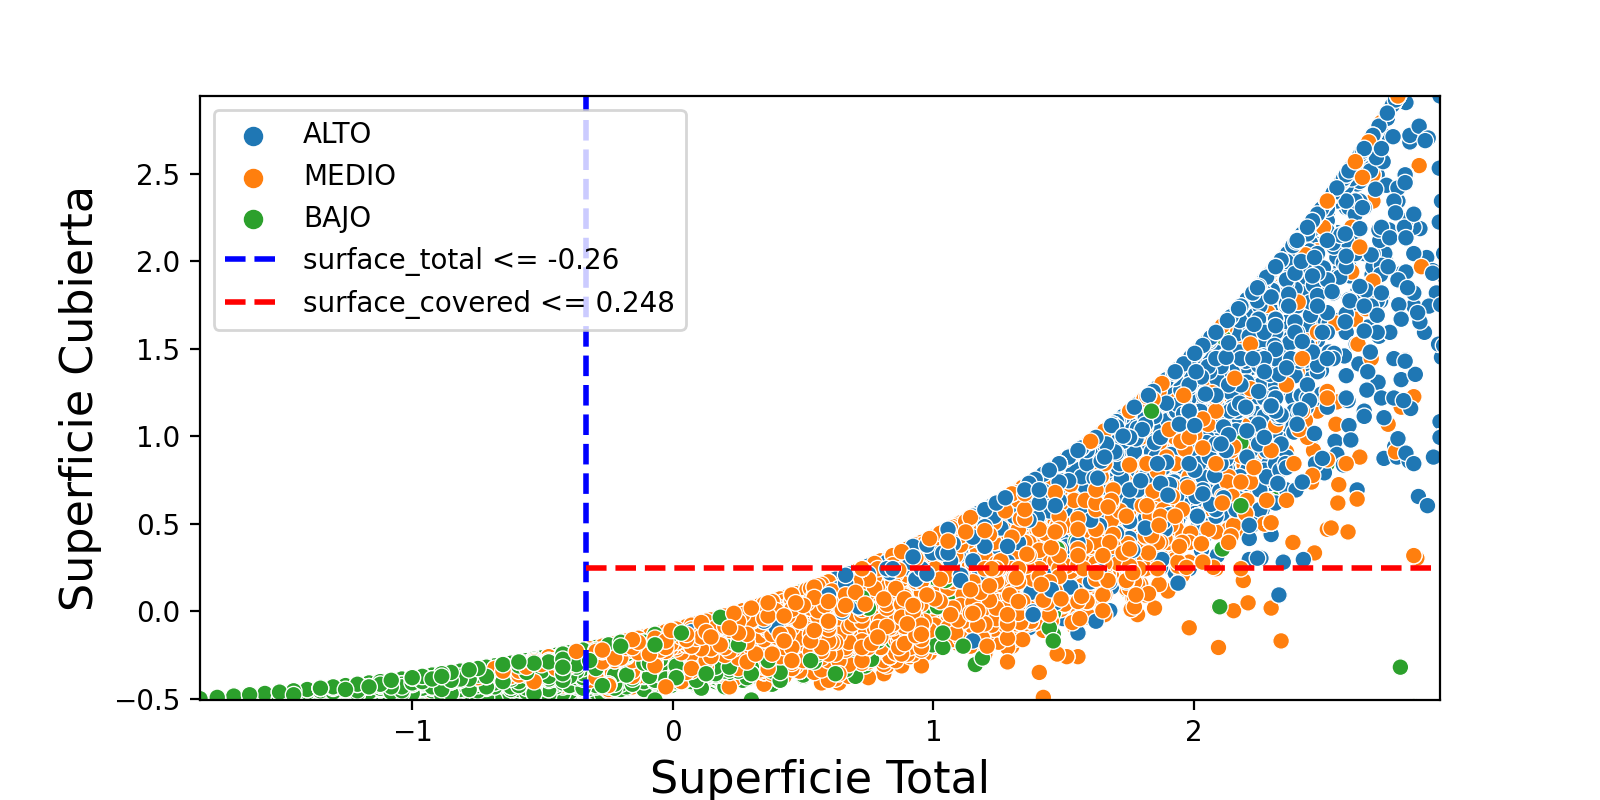 ALTO
MEDIO
BAJO
surface_total <= -0.26
surface_covered <= 0.248
Superficie Cubierta
2.5
2.0
1.5
1.0
0.5
0.0
−0.5
−1
0
1
2
Superficie Total